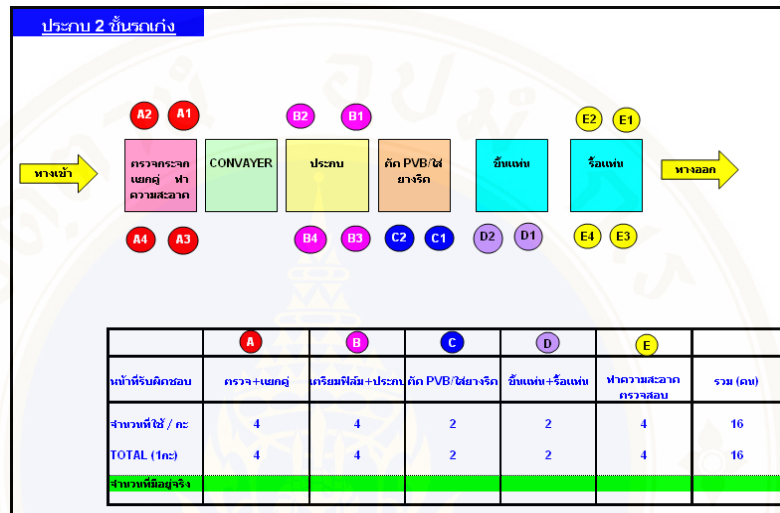 ประกบ 2 ชั้นรถเก่ง
A2 A1 B2 B1 E2 E1
ทางเข้า
ตรวจกระจก
แยกคู่ ทำ
ความสะอาด
CONVAYER
ประกบ
ตัด PVB/ใส่
ยางริด
ขึ้นแท่น
รื้อแท่น
ทางออก
A4 A3 B4 B3 C2 C1 D2 D1 E4 E3
A B C D E
หน้าที่รับผิดชอบ ตรวจ+แยกคู่ เตรียมฟิล์ม+ประกบ ตัด PVB/ใส่ยางริด ขึ้นแท่น+รื้อแท่น ทำความสะอาด ตรวจสอบ รวม (คน)
จำนวนที่ใช้ / กะ 4 4 2 2 4 16
TOTAL (1กะ) 4 4 2 2 4 16
จำนวนที่มีอยู่จริง